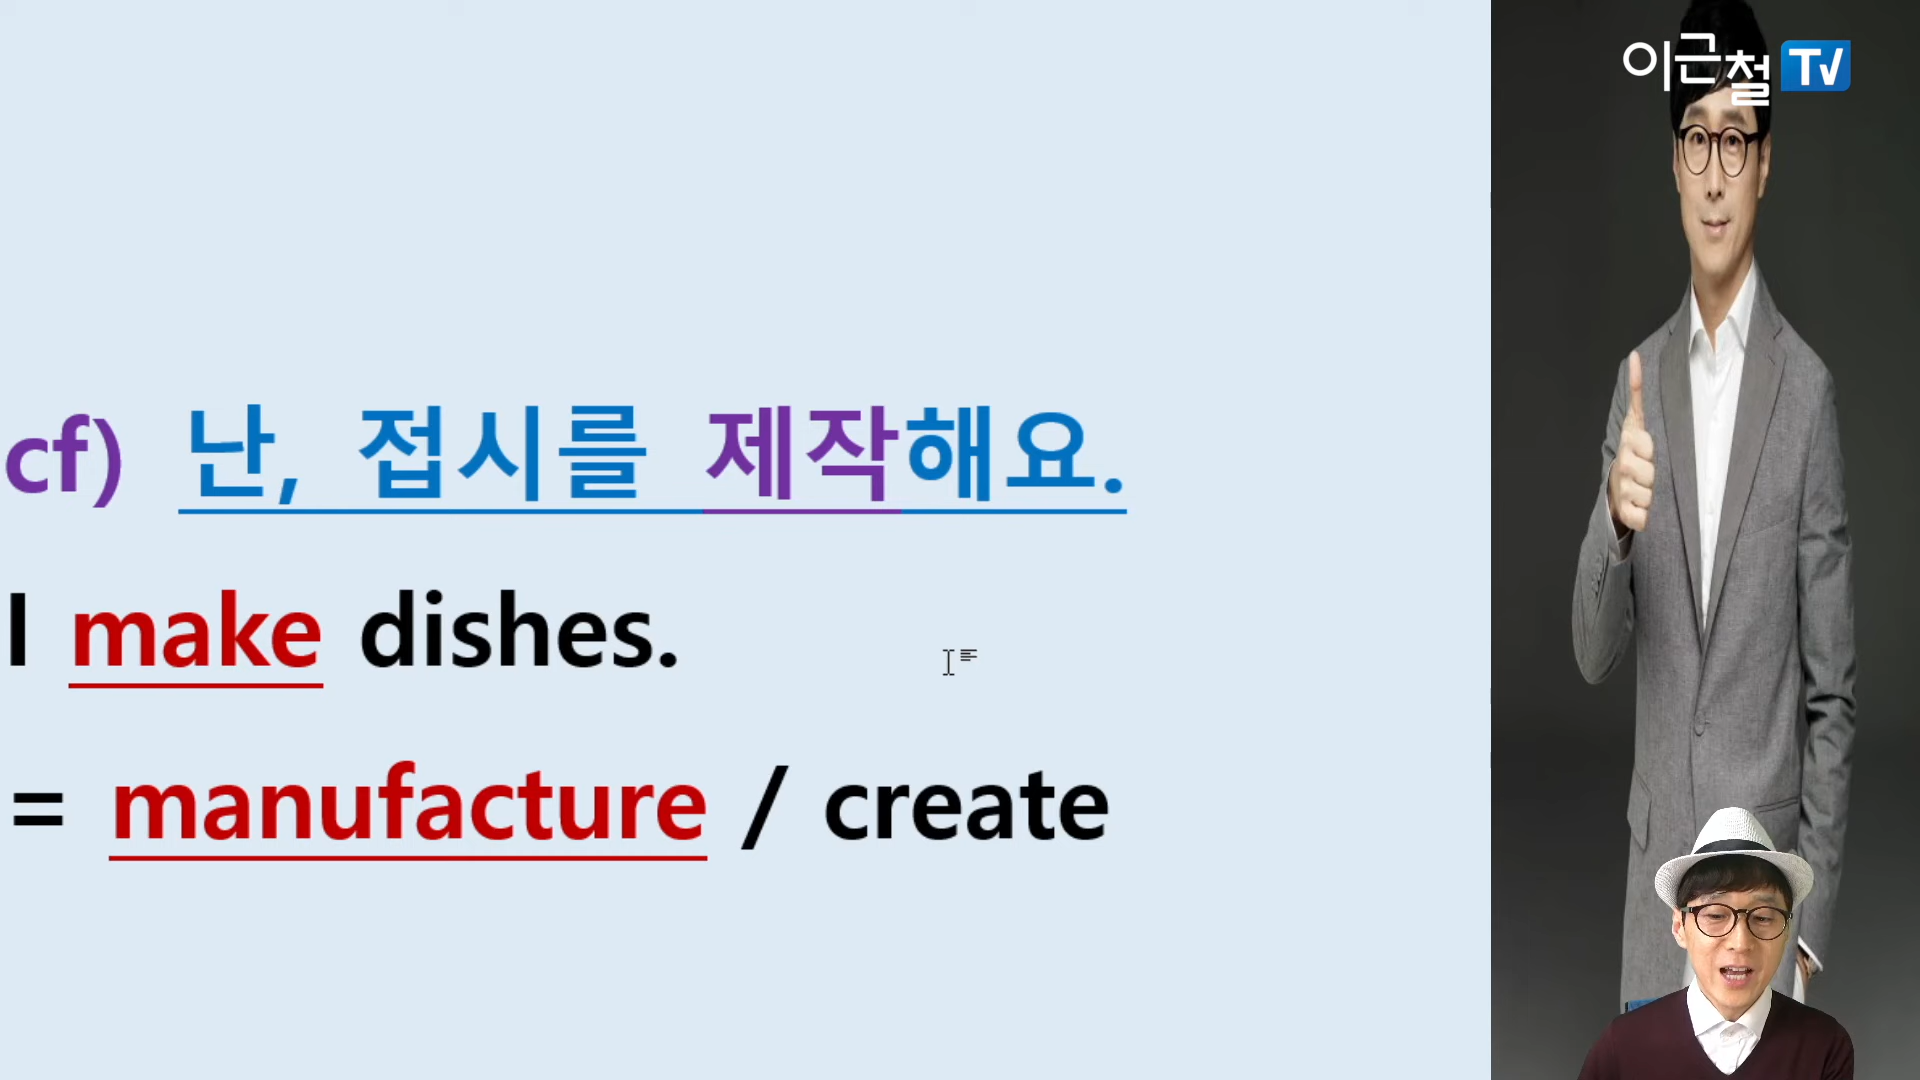 이근철 TV
cf) 난, 접시를 제작해요.
I make dishes.
= manufacture / create